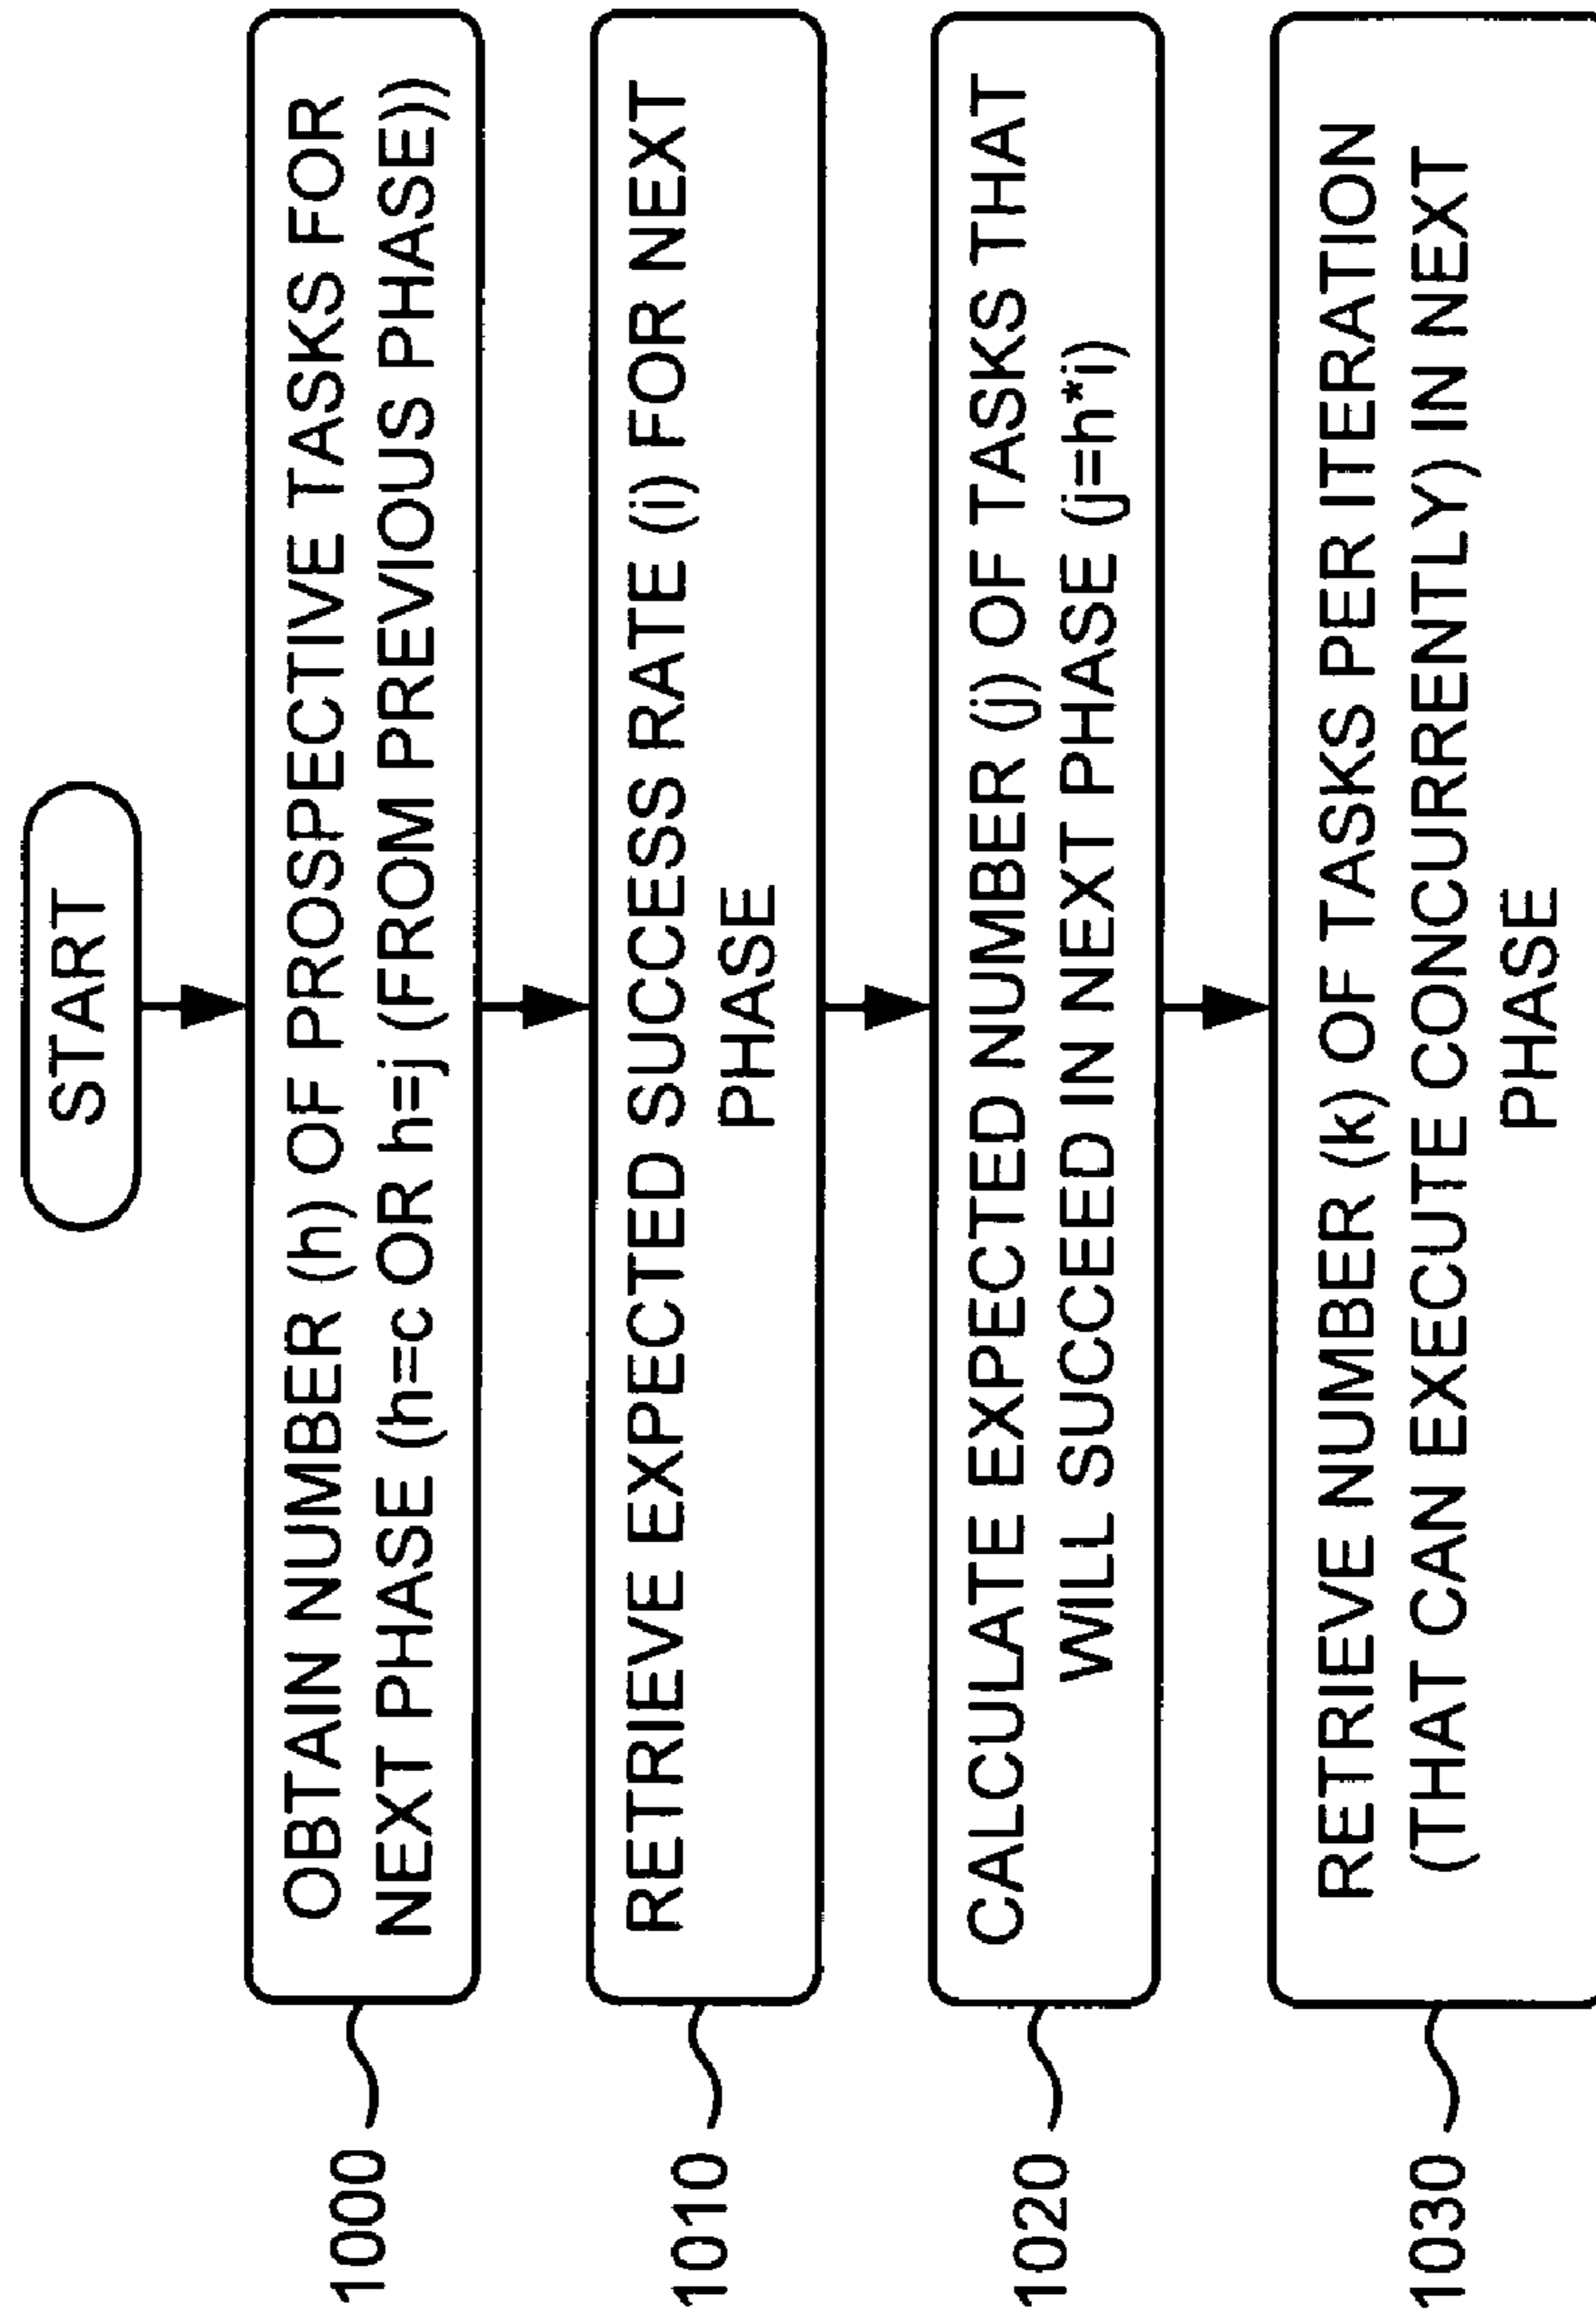 START
1000
OBTAIN NUMBER (h) OF PROSPECTIVE TASKS FOR
NEXT PHASE (h=c OR h=j (FROM PREVIOUS PHASE))
1010
RETRIEVE EXPECTED SUCCESS RATE (i) FOR NEXT
PHASE
1020
CALCULATE EXPECTED NUMBER (j) OF TASKS THAT
WILL SUCCEED IN NEXT PHASE (j=h*i)
1030
RETRIEVE NUMBER (k) OF TASKS PER ITERATION
(THAT CAN EXECUTE CONCURRENTLY) IN NEXT
PHASE